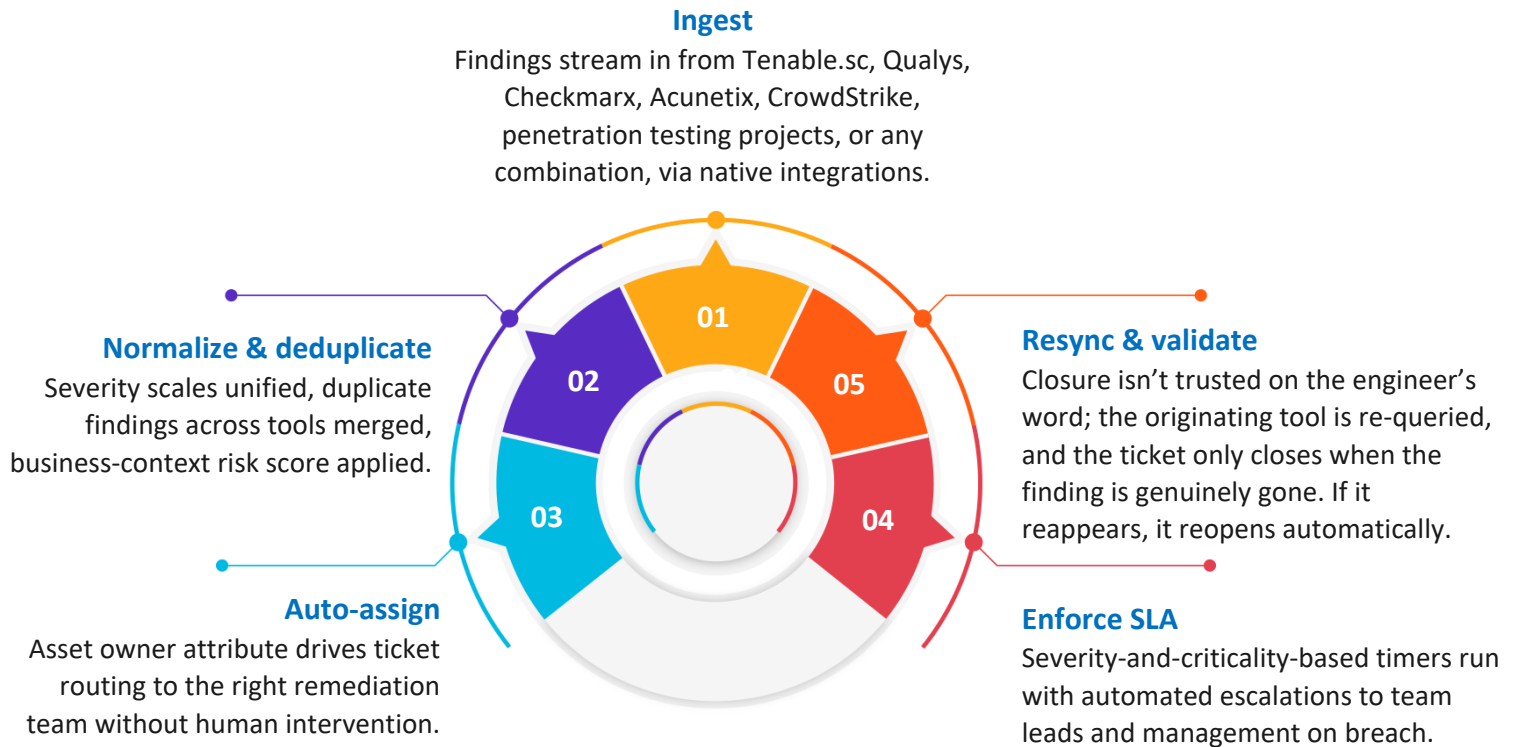 Ingest
Findings stream in from Tenable.sc, Qualys,
Checkmarx, Acunetix, CrowdStrike,
penetration testing projects, or any
combination, via native integrations.
01
02
03
04
05
Normalize & deduplicate
Severity scales unified, duplicate
findings across tools merged,
business-context risk score applied.
Auto-assign
Asset owner attribute drives ticket
routing to the right remediation
team without human intervention.
Enforce SLA
Severity-and-criticality-based timers run
with automated escalations to team
leads and management on breach.
Resync & validate
Closure isn’t trusted on the engineer’s
word; the originating tool is re-queried,
and the ticket only closes when the
finding is genuinely gone. If it
reappears, it reopens automatically.